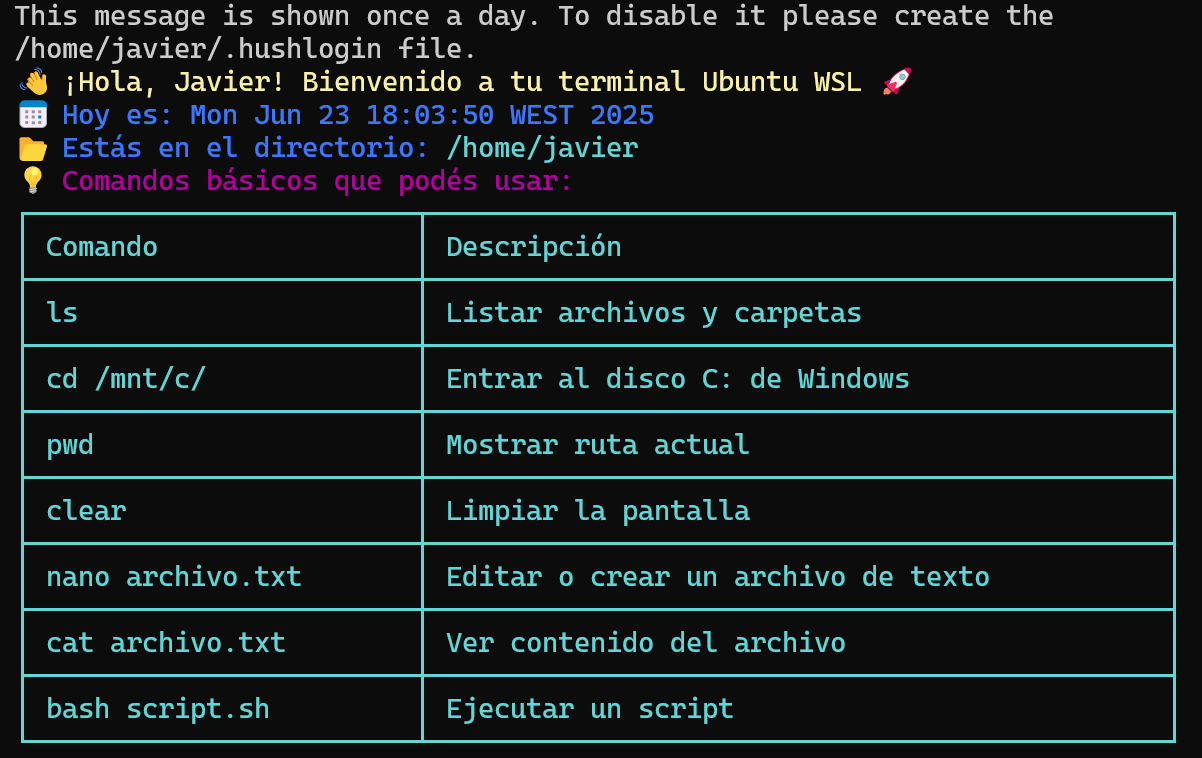 This message is shown once a day. To disable it please create the
/home/javier/.hushlogin file.
👋 ¡Hola, Javier! Bienvenido a tu terminal Ubuntu WSL 🚀
📅 Hoy es: Mon Jun 23 18:03:50 WEST 2025
📂 Estás en el directorio: /home/javier
💡 Comandos básicos que podés usar:
Comando Descripción
ls Listar archivos y carpetas
cd /mnt/c/ Entrar al disco C: de Windows
pwd Mostrar ruta actual
clear Limpiar la pantalla
nano archivo.txt Editar o crear un archivo de texto
cat archivo.txt Ver contenido del archivo
bash script.sh Ejecutar un script